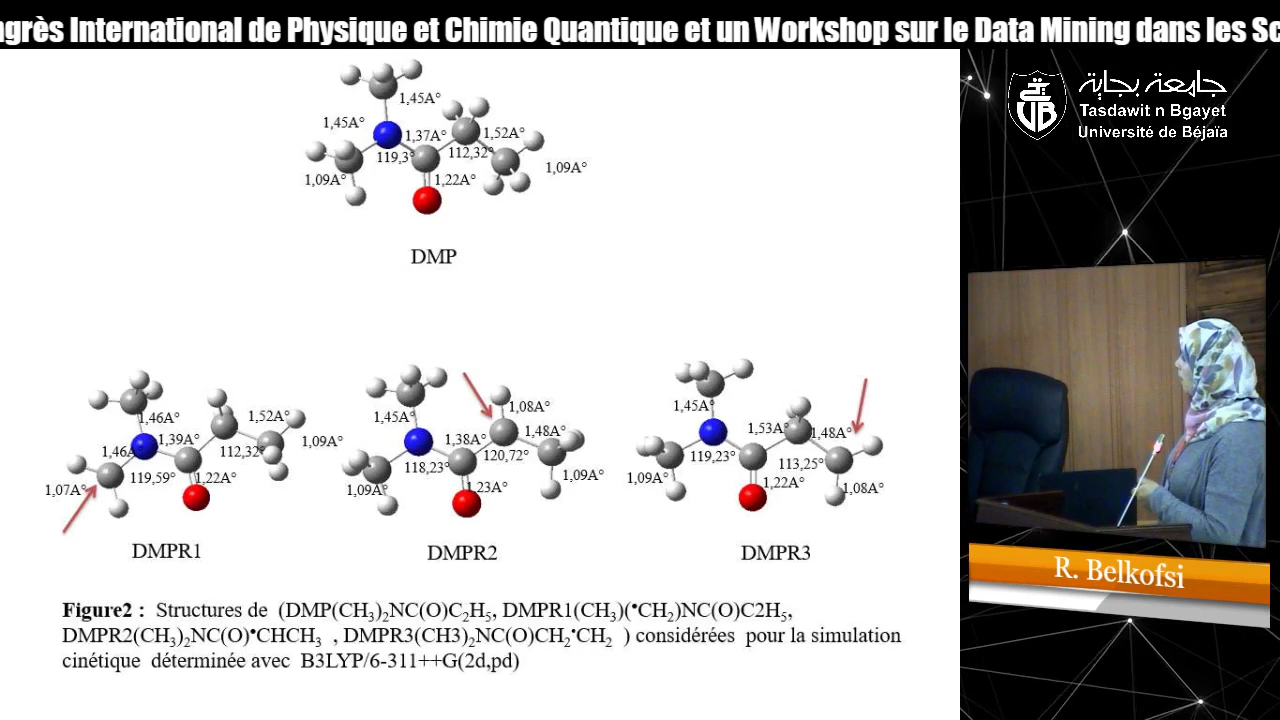 ngrès International de Physique et Chimie Quantique et un Workshop sur le Data Mining dans les Sc
جامعة بجاية
Tasdawit n Bgayet
Université de Béjaïa
UB
1,45A°
1,45A°
1,37A°
1,52A°
119,3°
112,32°
1,09A°
1,22A°
1,09A°
DMP
1,46A°
1,52A°
1,46A
1,39A°
112,32°
1,09A°
1,07A°
119,59°
1,22A°
DMPR1
1,08A°
1,45A°
1,38A°
1,48A°
118,23°
120,72°
1,09A°
1,23A°
1,09A°
DMPR2
1,45A°
1,53A°
1,48A°
119,23°
113,25°
1,09A°
1,22A°
1,08A°
DMPR3
Figure2 : Structures de (DMP(CH₃)₂NC(O)C₂H₅, DMPR1(CH₃)(•CH₂)NC(O)C2H₅,
DMPR2(CH₃)₂NC(O)•CHCH₃ , DMPR3(CH3)₂NC(O)CH₂•CH₂ ) considérées pour la simulation
cinétique déterminée avec B3LYP/6-311++G(2d,pd)
R. Belkofsi